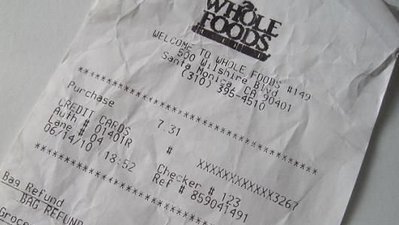 WHOLE
FOODS
WELCOME TO WHOLE FOODS #149
500 Wilshire Blvd
Santa Monica, CA 90401
(310) 395-4510
************************************
Purchase 7.31
CREDIT CARDS # XXXXXXXXXXXX3267
Auth # 01401R
Lane # 04 Checker # 123
06/14/10 18:52 Ref # 859041491
************************************
Bag Refund
BAG REFUND
Groce